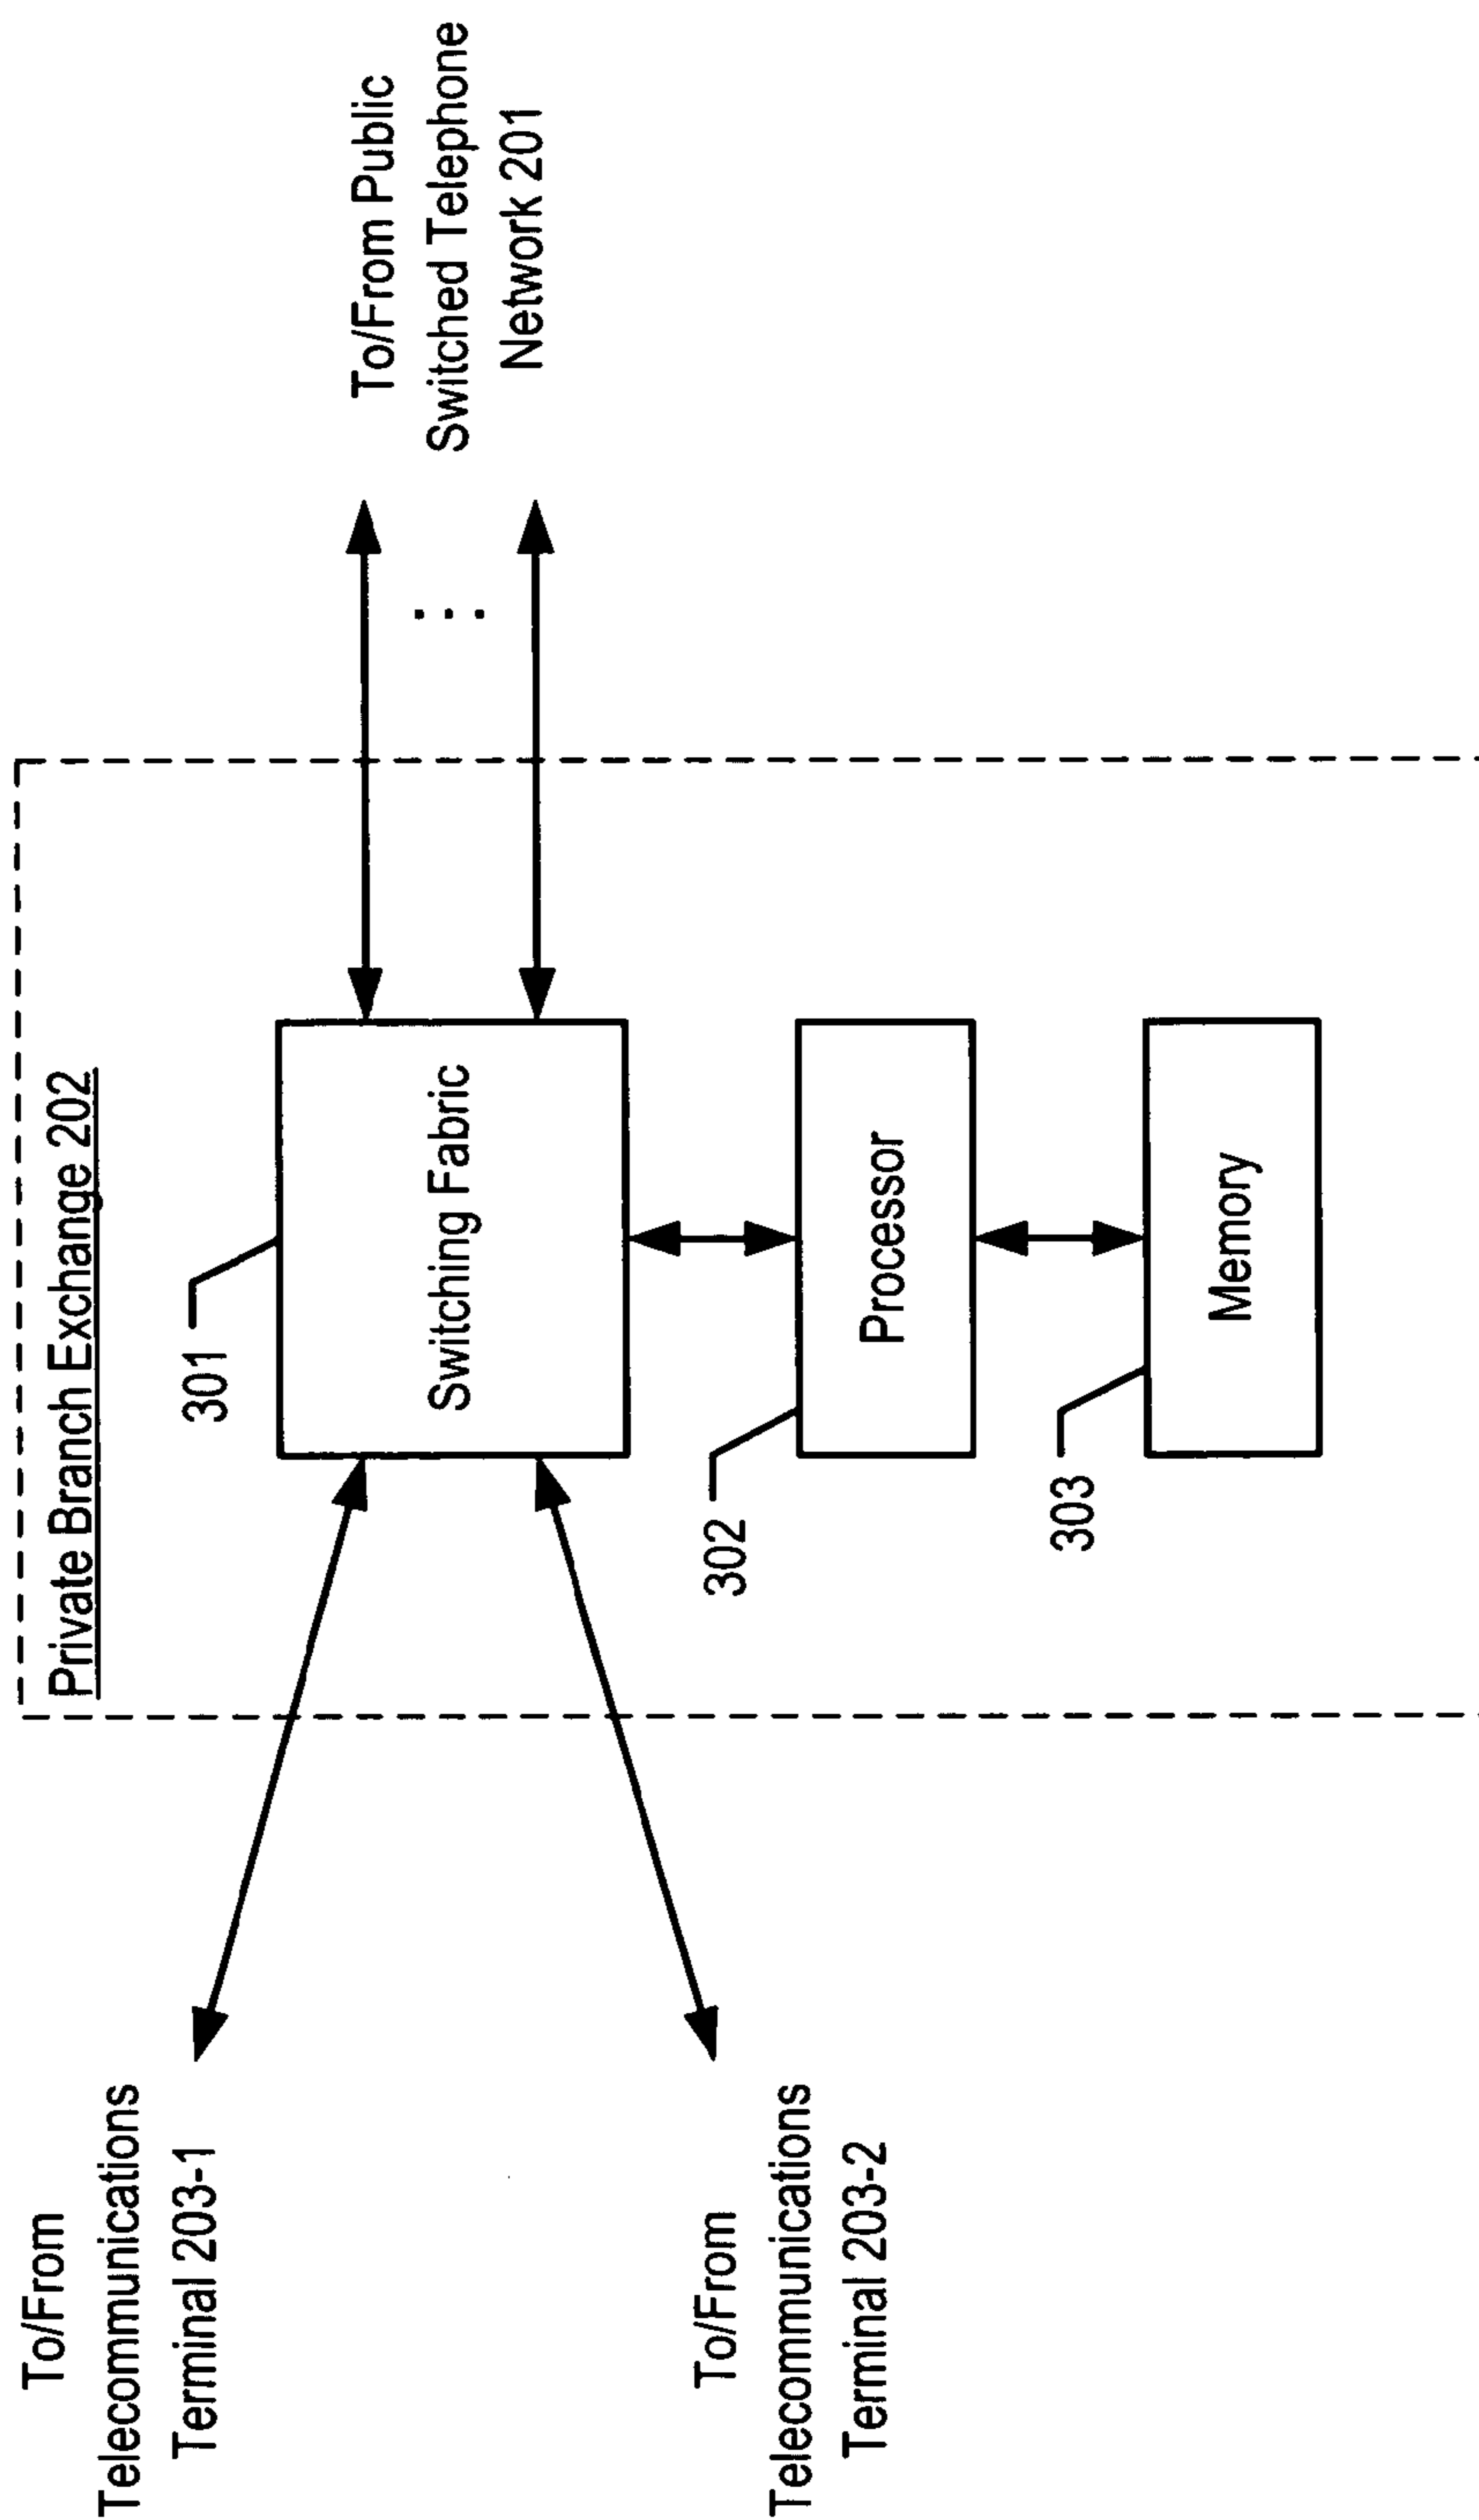 Private Branch Exchange 202
To/From
Telecommunications
Terminal 203-1
301
Switching Fabric
To/From Public
Switched Telephone
Network 201
...
To/From
Telecommunications
Terminal 203-2
302
Processor
303
Memory